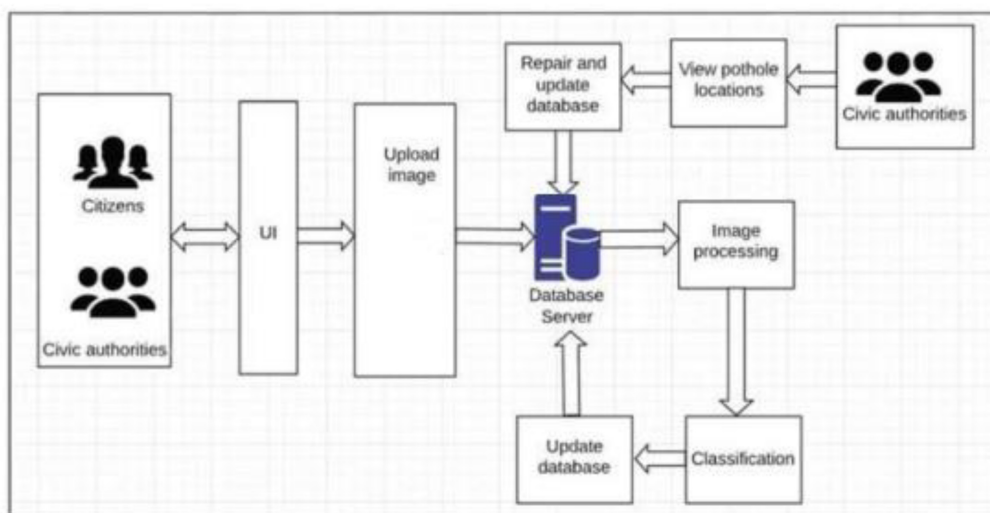 Repair and
update
database
View pothole
locations
Civic authorities
Citizens
Civic authorities
UI
Upload
image
Database
Server
Image
processing
Update
database
Classification